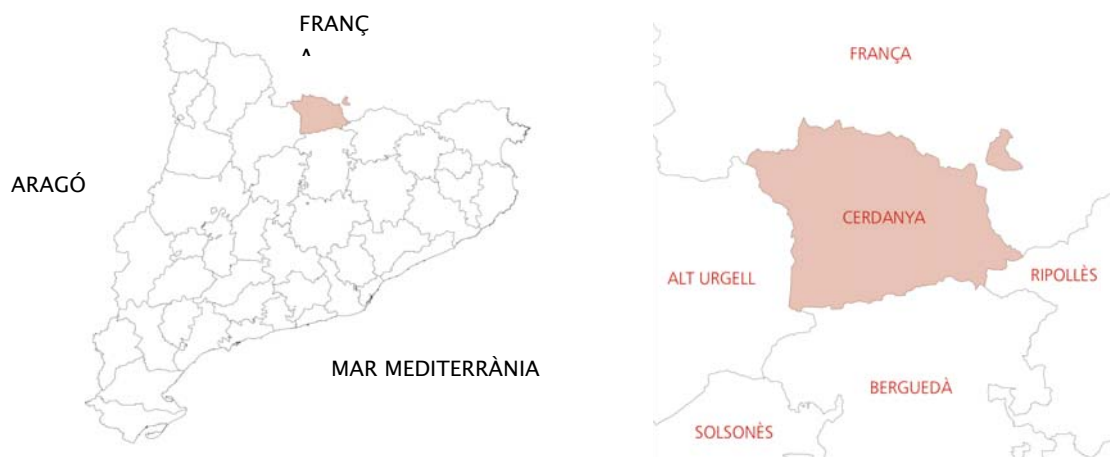 FRANÇ
ARAGÓ
MAR MEDITERRÀNIA
FRANÇA
CERDANYA
ALT URGELL
RIPOLLÈS
BERGUEDÀ
SOLSONÈS